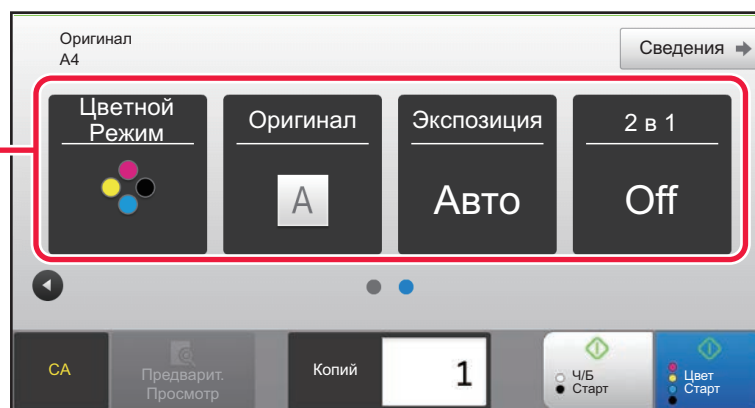 Оригинал
A4
Сведения
Цветной
Режим
Оригинал
A
Экспозиция
Авто
2 в 1
Off
CA
Предварит.
Просмотр
Копий
1
Ч/Б
Старт
Цвет
Старт